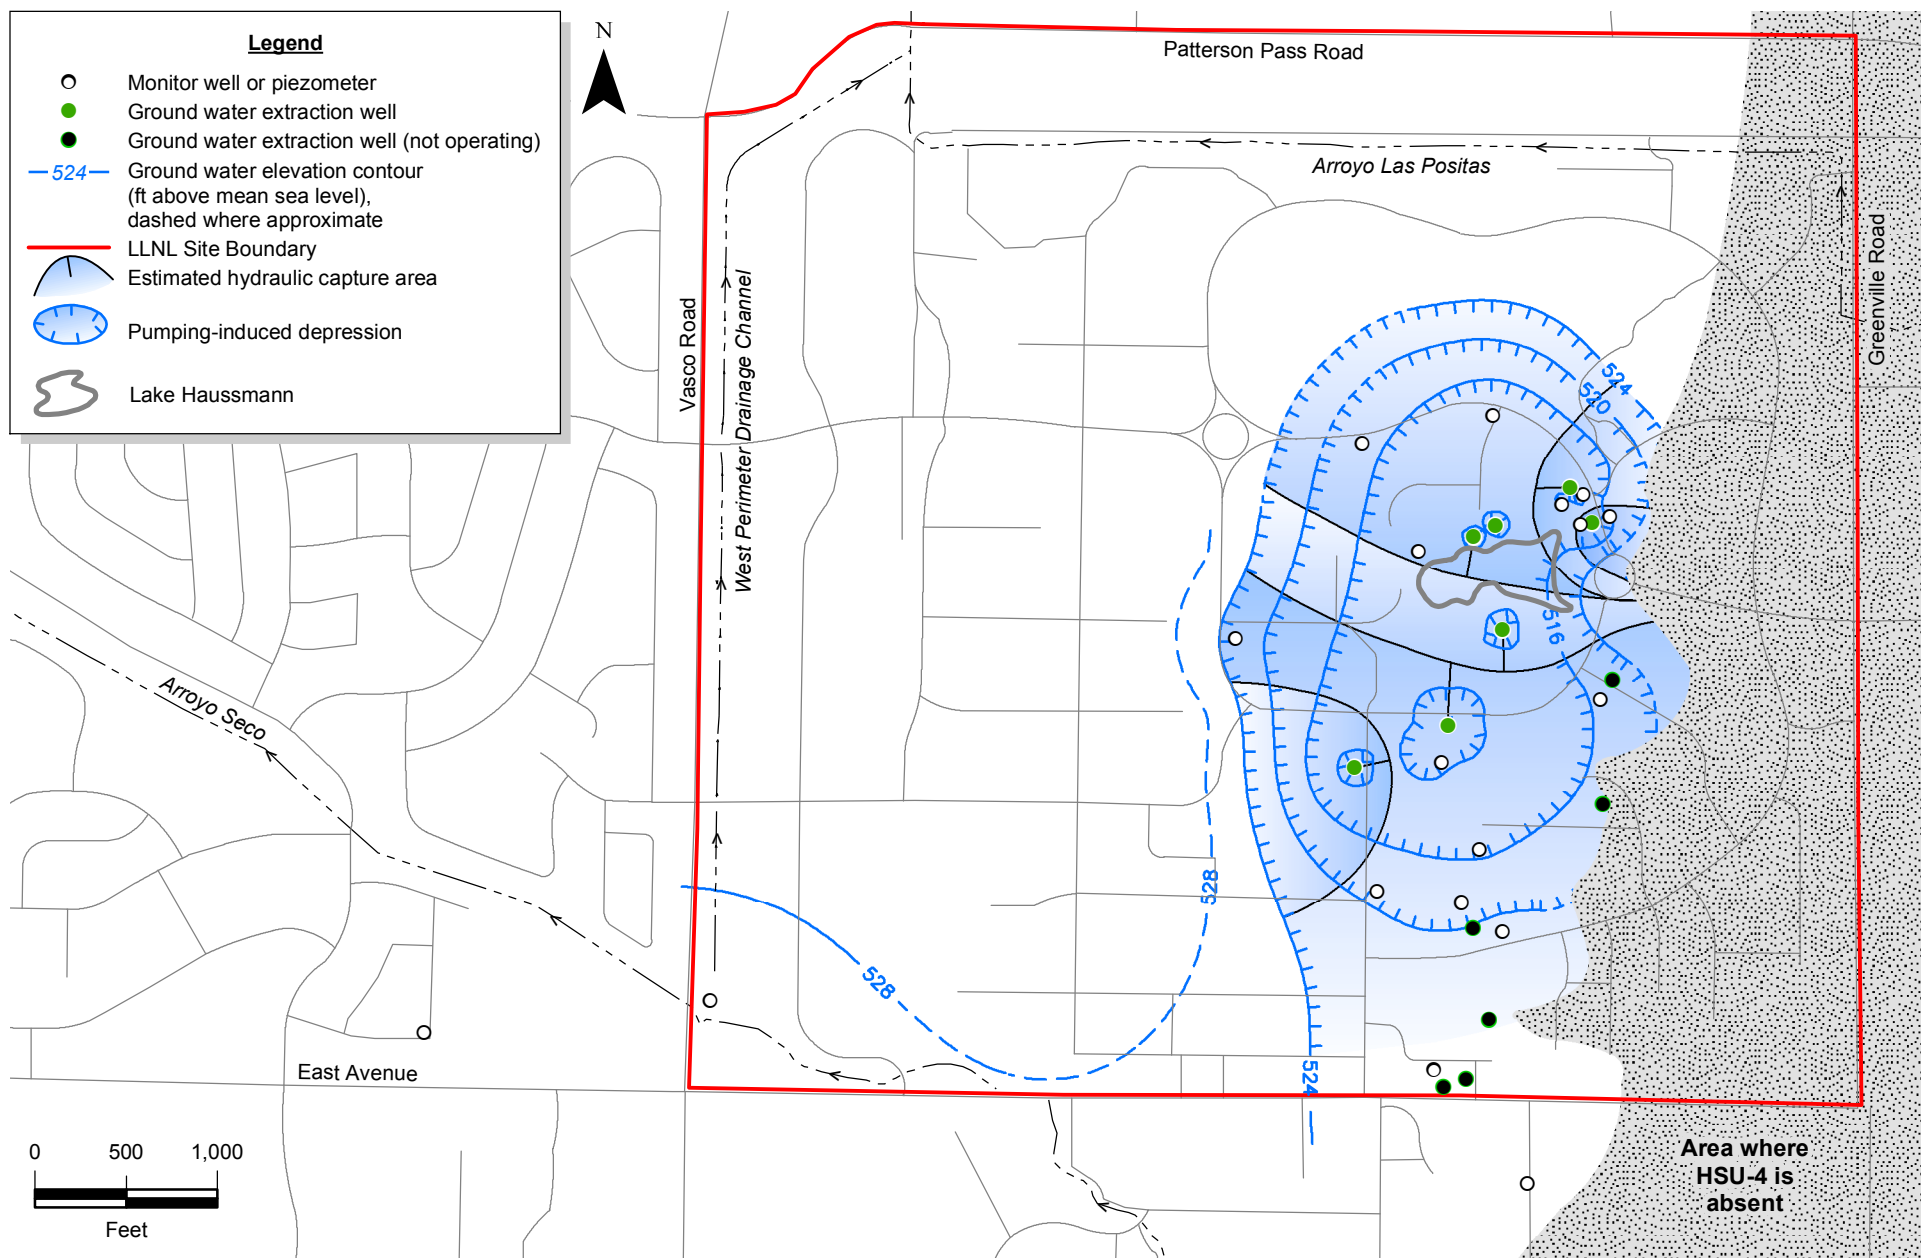 Legend
Monitor well or piezometer
Ground water extraction well
Ground water extraction well (not operating)
524
Ground water elevation contour
(ft above mean sea level),
dashed where approximate
LLNL Site Boundary
Estimated hydraulic capture area
Pumping-induced depression
Lake Haussmann
N
Patterson Pass Road
Arroyo Las Positas
Greenville Road
Vasco Road
West Perimeter Drainage Channel
524
520
516
Arroyo Seco
528
528
524
East Avenue
0
500
1,000
Feet
Area where
HSU-4 is
absent